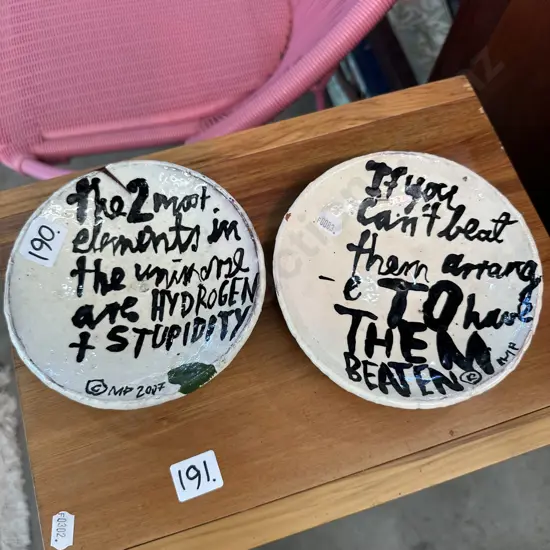 the 2 most
elements in
the universe
are HYDROGEN
+ STUPIDITY
© MP 2007
190.
If you
can't beat
them arrang
-e TO have
THEM
BEATEN © MP
191.